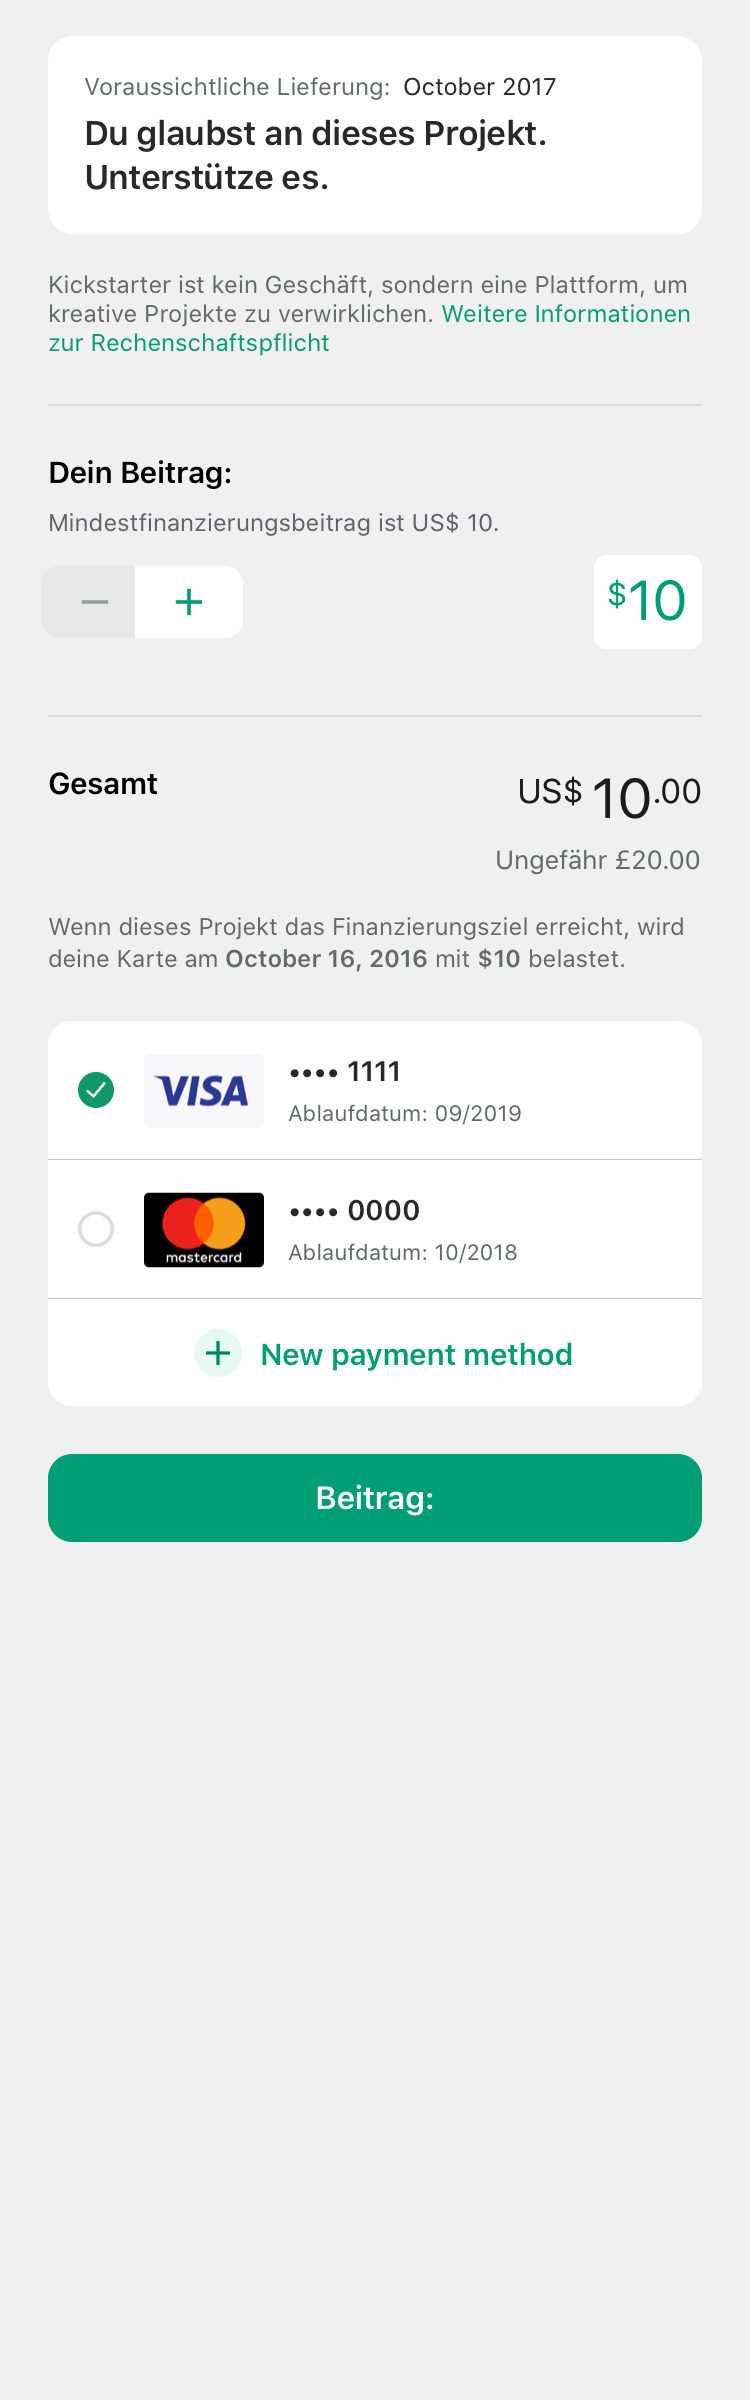 Voraussichtliche Lieferung: October 2017
Du glaubst an dieses Projekt.
Unterstütze es.
Kickstarter ist kein Geschäft, sondern eine Plattform, um
kreative Projekte zu verwirklichen. Weitere Informationen
zur Rechenschaftspflicht
Dein Beitrag:
Mindestfinanzierungsbeitrag ist US$ 10.
$10
Gesamt US$ 10.00
Ungefähr £20.00
Wenn dieses Projekt das Finanzierungsziel erreicht, wird
deine Karte am October 16, 2016 mit $10 belastet.
VISA •••• 1111
Ablaufdatum: 09/2019
•••• 0000
mastercard Ablaufdatum: 10/2018
New payment method
Beitrag: